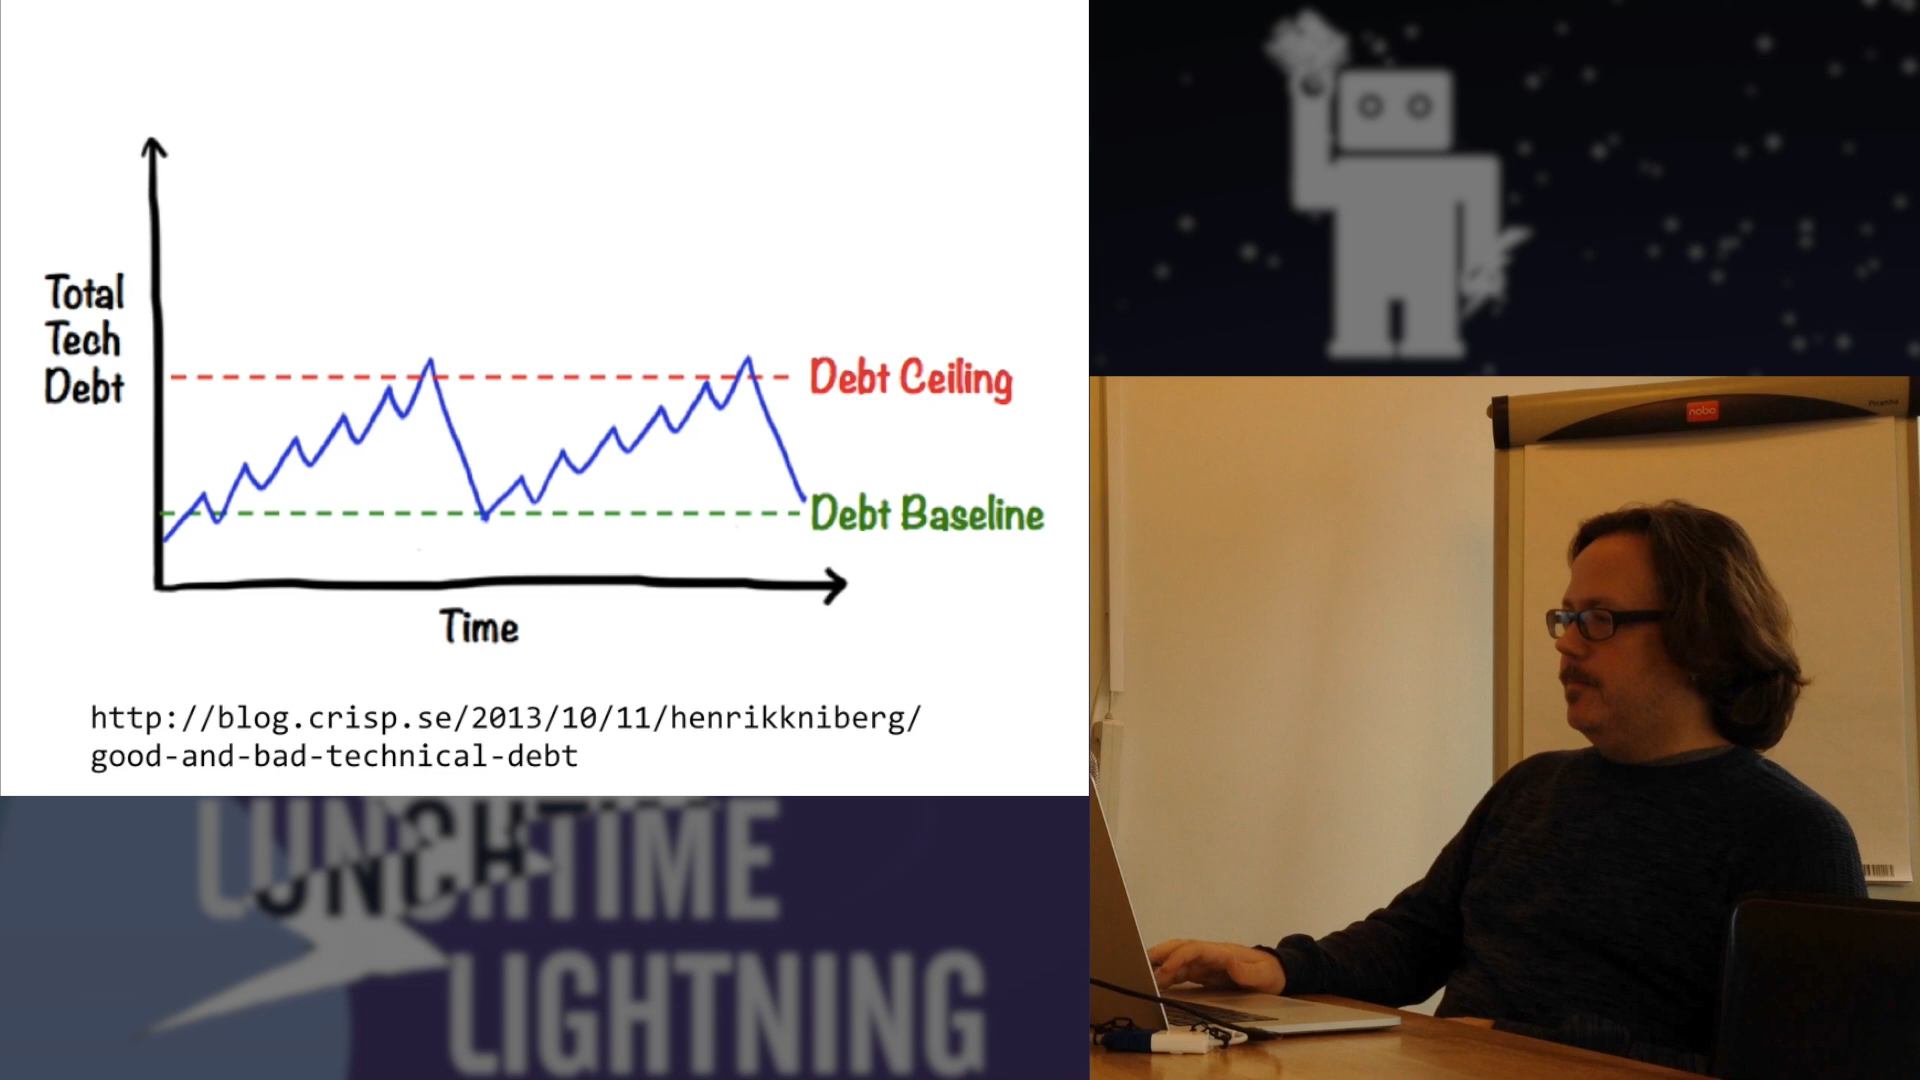 Total
Tech
Debt
Debt Ceiling
Debt Baseline
Time
http://blog.crisp.se/2013/10/11/henrikkniberg/
good-and-bad-technical-debt
LUNCHTIME
LIGHTNING
nobo
Piranha